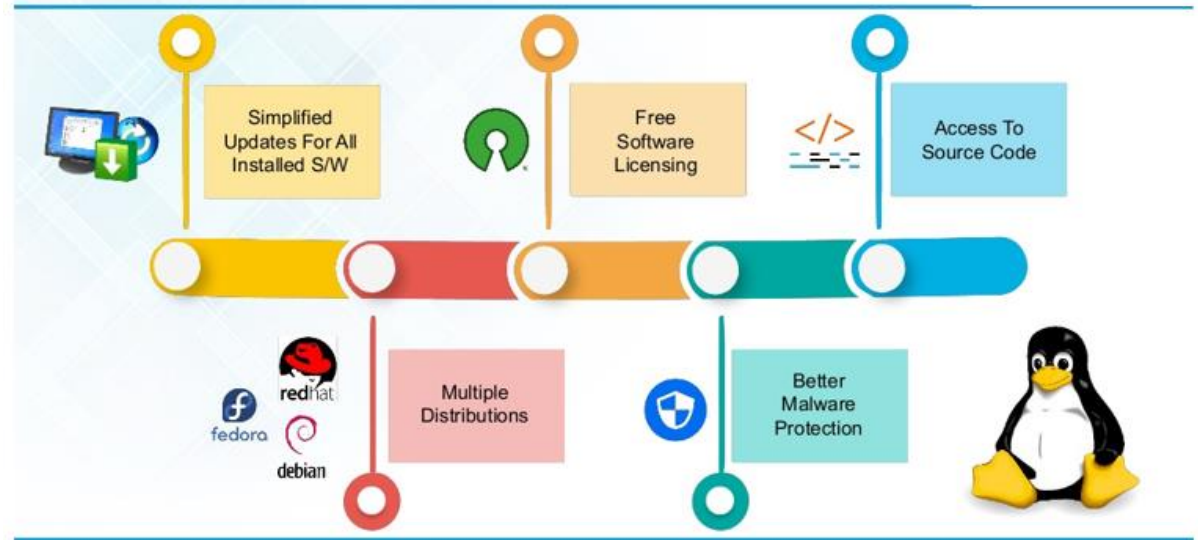 Simplified
Updates For All
Installed S/W
Free
Software
Licensing
</>
Access To
Source Code
redhat
fedora
debian
Multiple
Distributions
Better
Malware
Protection